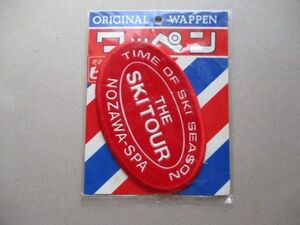 ORIGINAL WAPPEN
ワッペン
TIME OF SKI SEASON
THE
SKI TOUR
NOZAWA-SPA